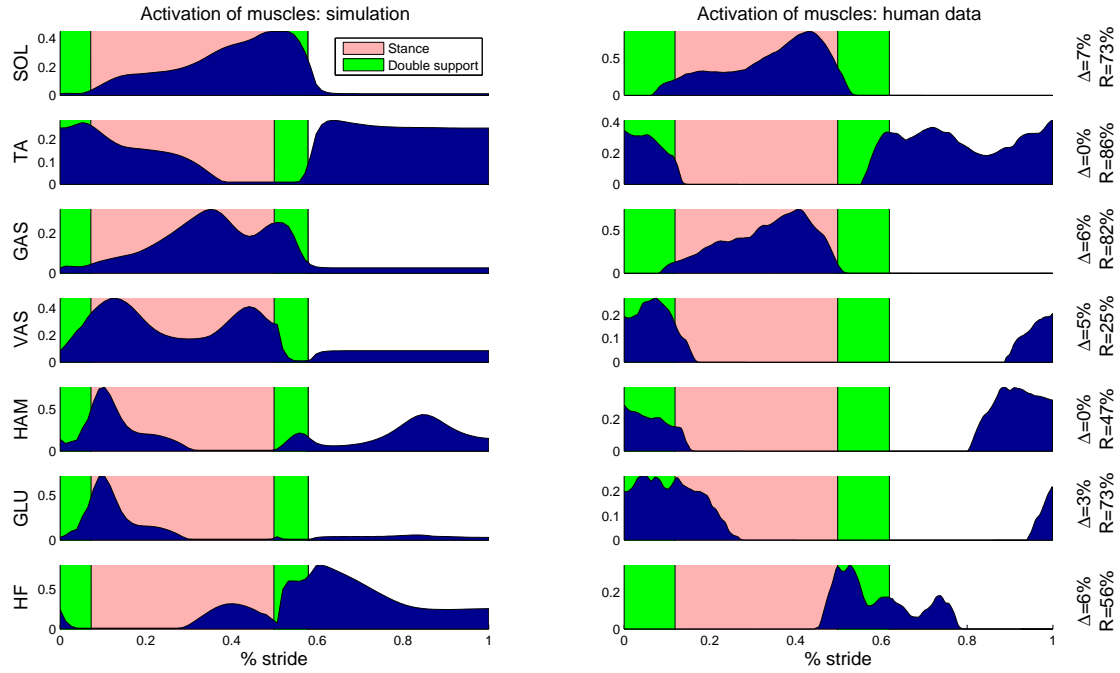 Activation of muscles: simulation
Activation of muscles: human data
SOL
0.4
0.2
0
Stance
Double support
0.5
0
Δ=7%
R=73%
TA
0.2
0.1
0
0.4
0.2
0
Δ=0%
R=86%
GAS
0.2
0
0.5
0
Δ=6%
R=82%
VAS
0.4
0.2
0
0.2
0.1
0
Δ=5%
R=25%
HAM
0.5
0
0.2
0
Δ=0%
R=47%
GLU
0.5
0
0.2
0.1
0
Δ=3%
R=73%
HF
0.5
0
0.2
0
Δ=6%
R=56%
0 0.2 0.4 0.6 0.8 1
0 0.2 0.4 0.6 0.8 1
% stride
% stride